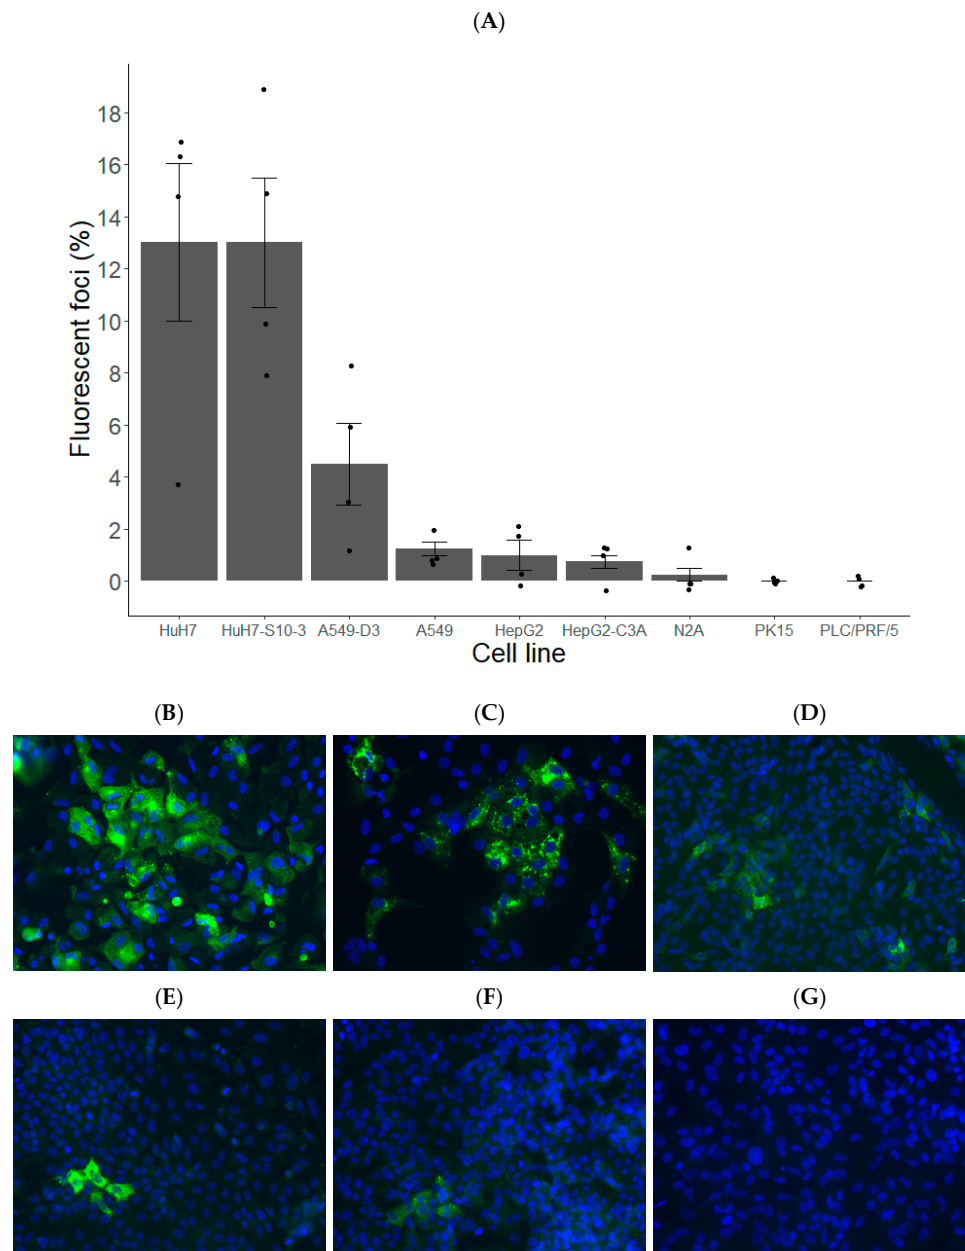 (A)
Fluorescent foci (%)
18
16
14
12
10
8
6
4
2
0
HuH7 HuH7-S10-3 A549-D3 A549 HepG2 HepG2-C3A N2A PK15 PLC/PRF/5
Cell line
(B) (C) (D)
(E) (F) (G)